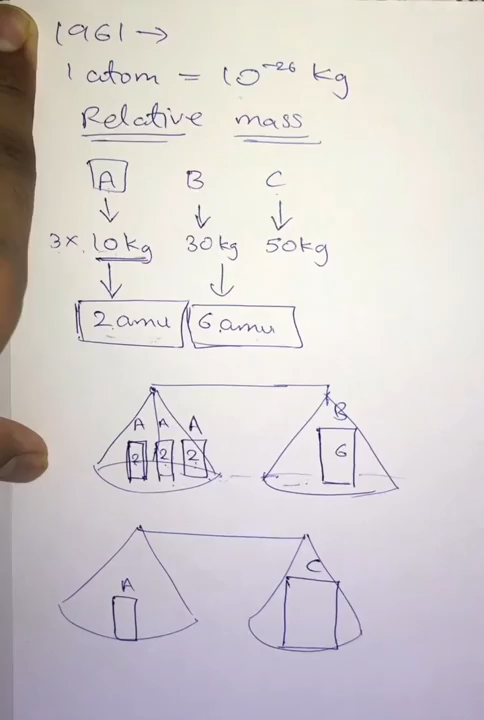 1961 →
1 atom = 10⁻²⁶ kg
Relative mass
A B C
3x 10kg 30kg 50kg
2 amu 6 amu
A A A B
2 2 2 6
A C